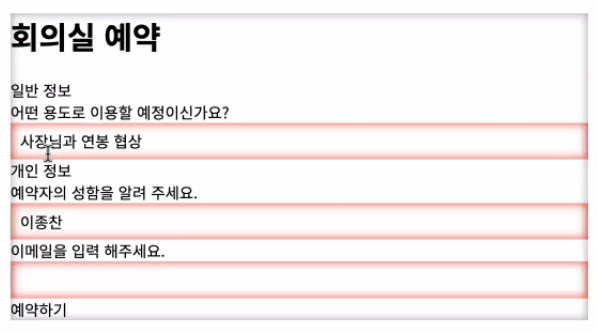 회의실 예약
일반 정보
어떤 용도로 이용할 예정이신가요?
사장님과 연봉 협상
개인 정보
예약자의 성함을 알려 주세요.
이종찬
이메일을 입력 해주세요.
예약하기